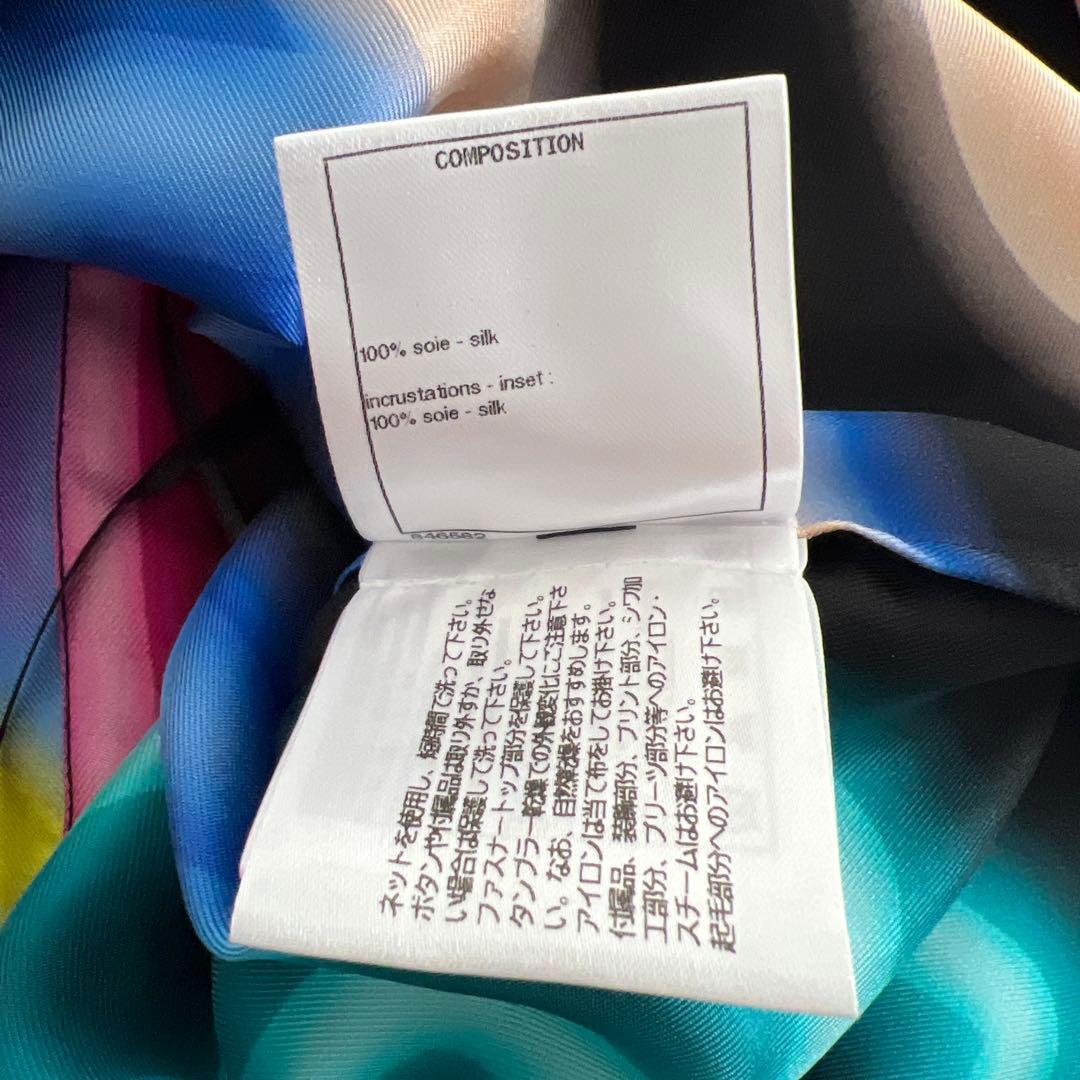 COMPOSITION
100% soie - silk
incrustations - inset :
100% soie - silk
846582
ネットを使用し、短時間で洗って下さい。
ボタンや付属品は取り外すか、取り外せな
い場合は保護して洗って下さい。
ファスナートップ部分を保護して下さい。
タンブラー乾燥での外観変化にご注意下さ
い。なお、自然乾燥をおすすめします。
アイロンは当て布をしてお掛け下さい。
付属品、装飾部分、プリント部分、シワ加
工部分、プリーツ部分等へのアイロン・
スチームはお避け下さい。
起毛部分へのアイロンはお避け下さい。